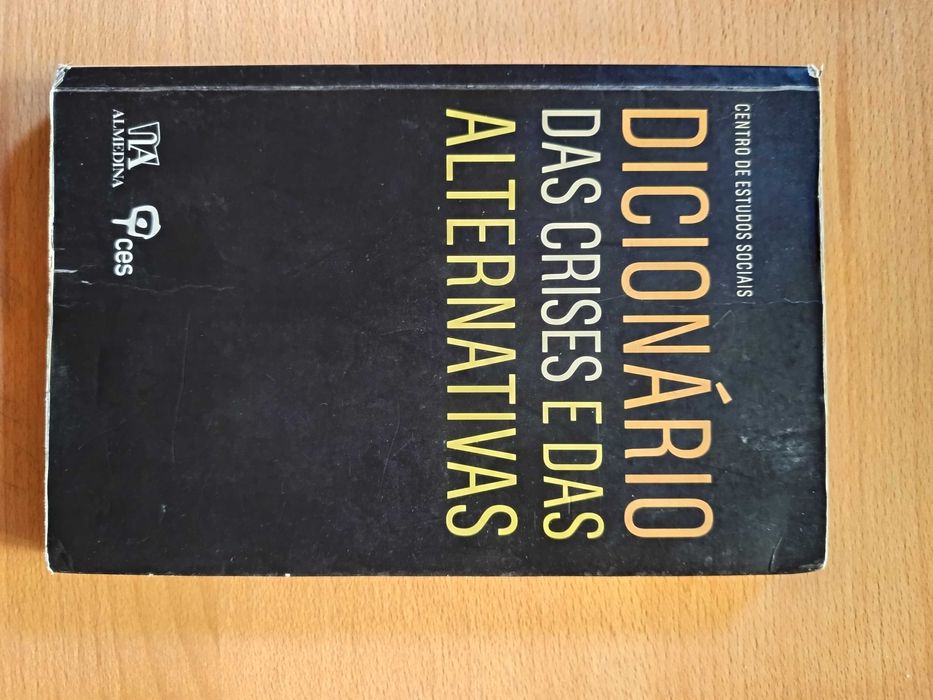 CENTRO DE ESTUDOS SOCIAIS
DICIONÁRIO
DAS CRISES E DAS
ALTERNATIVAS
ALMEDINA
ces